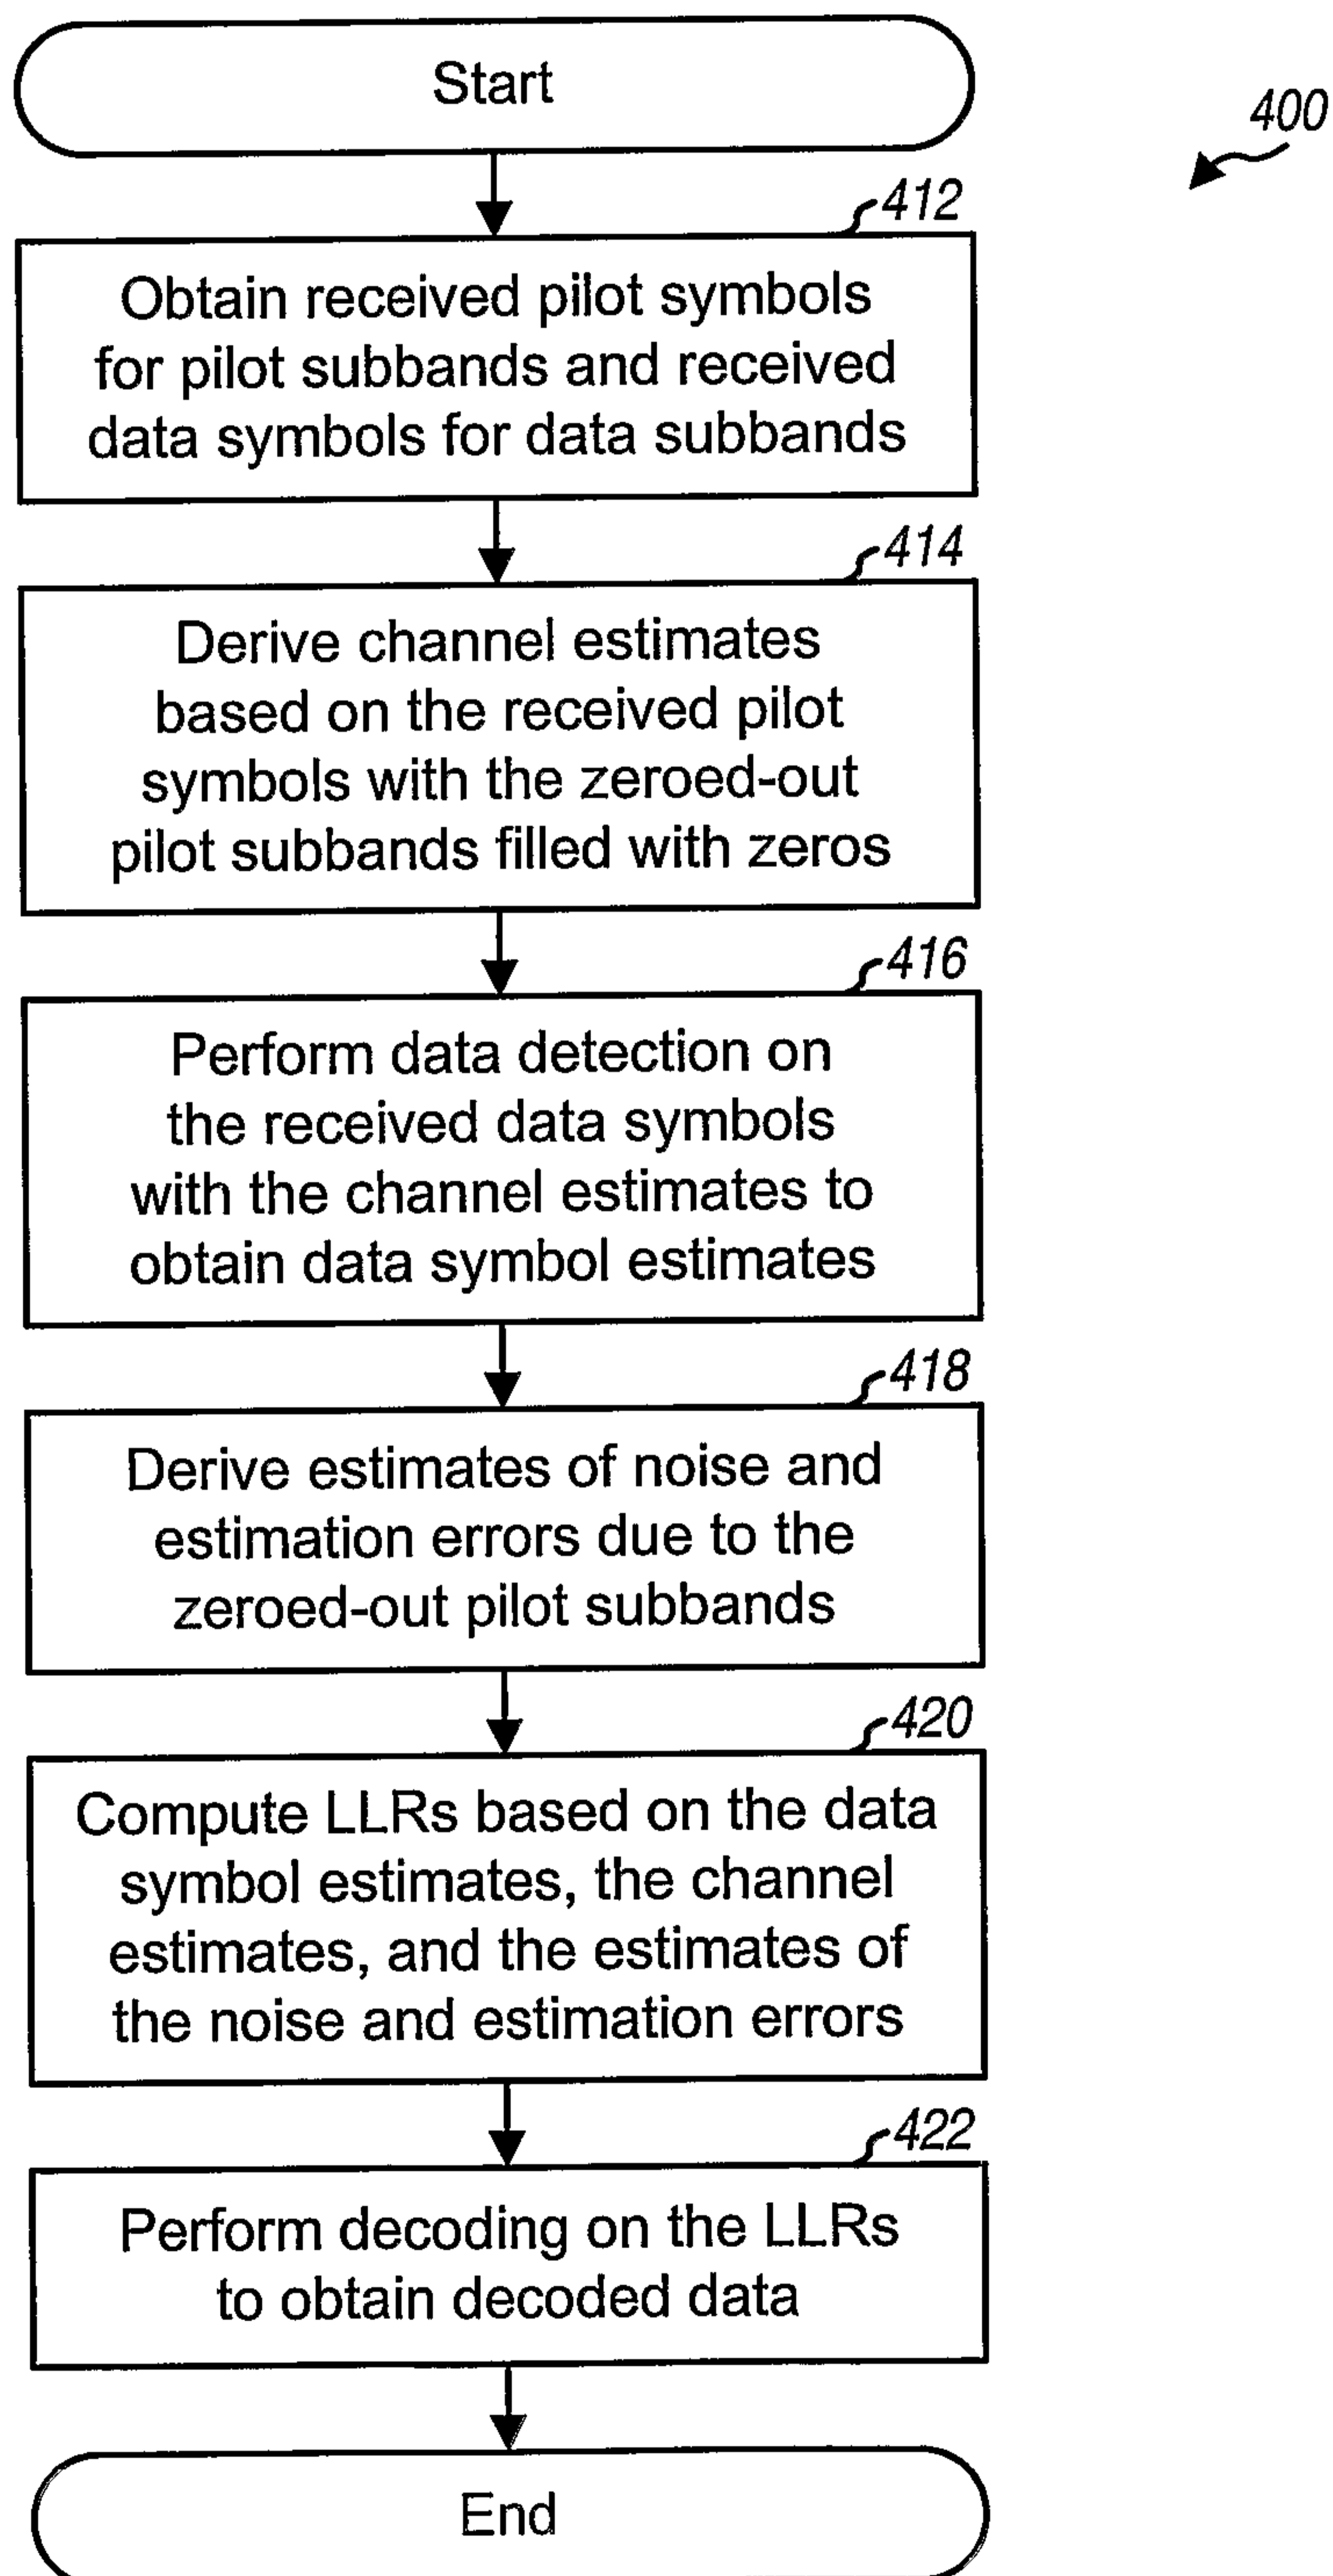 Start
400
412
Obtain received pilot symbols
for pilot subbands and received
data symbols for data subbands
414
Derive channel estimates
based on the received pilot
symbols with the zeroed-out
pilot subbands filled with zeros
416
Perform data detection on
the received data symbols
with the channel estimates to
obtain data symbol estimates
418
Derive estimates of noise and
estimation errors due to the
zeroed-out pilot subbands
420
Compute LLRs based on the data
symbol estimates, the channel
estimates, and the estimates of
the noise and estimation errors
422
Perform decoding on the LLRs
to obtain decoded data
End